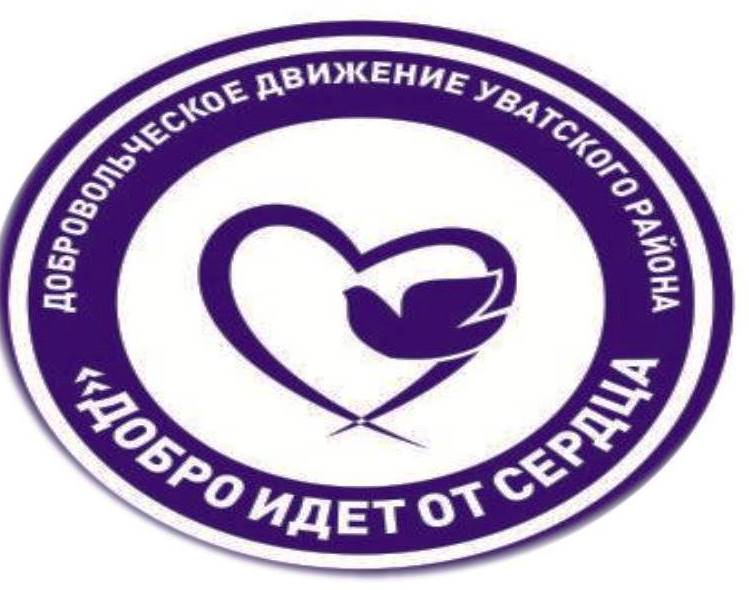 ДОБРОВОЛЬЧЕСКОЕ ДВИЖЕНИЕ УВАТСКОГО РАЙОНА
«ДОБРО ИДЕТ ОТ СЕРДЦА